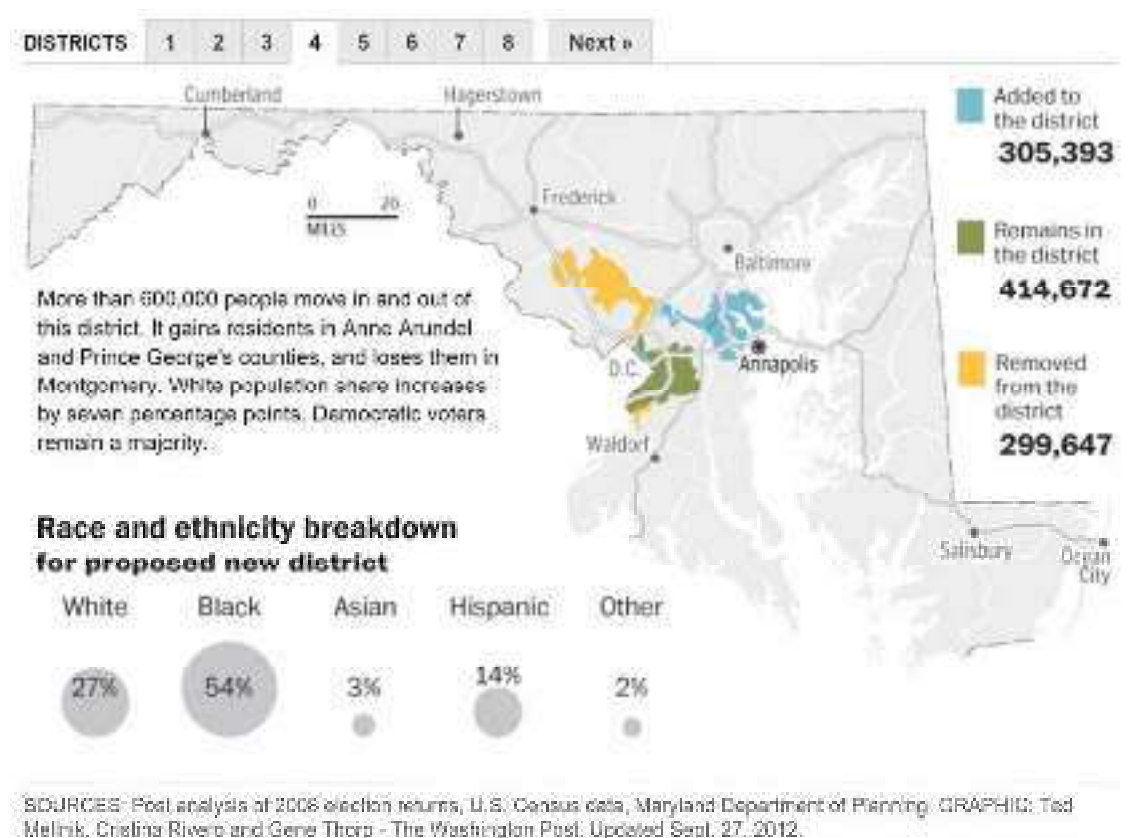 DISTRICTS 1 2 3 4 5 6 7 8 Next »
Cumberland
Hagerstown
Frederick
Baltimore
Annapolis
D.C.
Waldorf
Salisbury
Ocean
City
0 20
MILES
Added to
the district
305,393
Remains in
the district
414,672
Removed
from the
district
299,647
More than 600,000 people move in and out of
this district. It gains residents in Anne Arundel
and Prince George's counties, and loses them in
Montgomery. White population share increases
by seven percentage points. Democratic voters
remain a majority.
Race and ethnicity breakdown
for proposed new district
White Black Asian Hispanic Other
27% 54% 3% 14% 2%
SOURCES: Post analysis of 2008 election returns, U.S. Census data, Maryland Department of Planning. GRAPHIC: Ted
Mellnik, Cristina Rivero and Gene Thorp - The Washington Post. Updated Sept. 27, 2012.